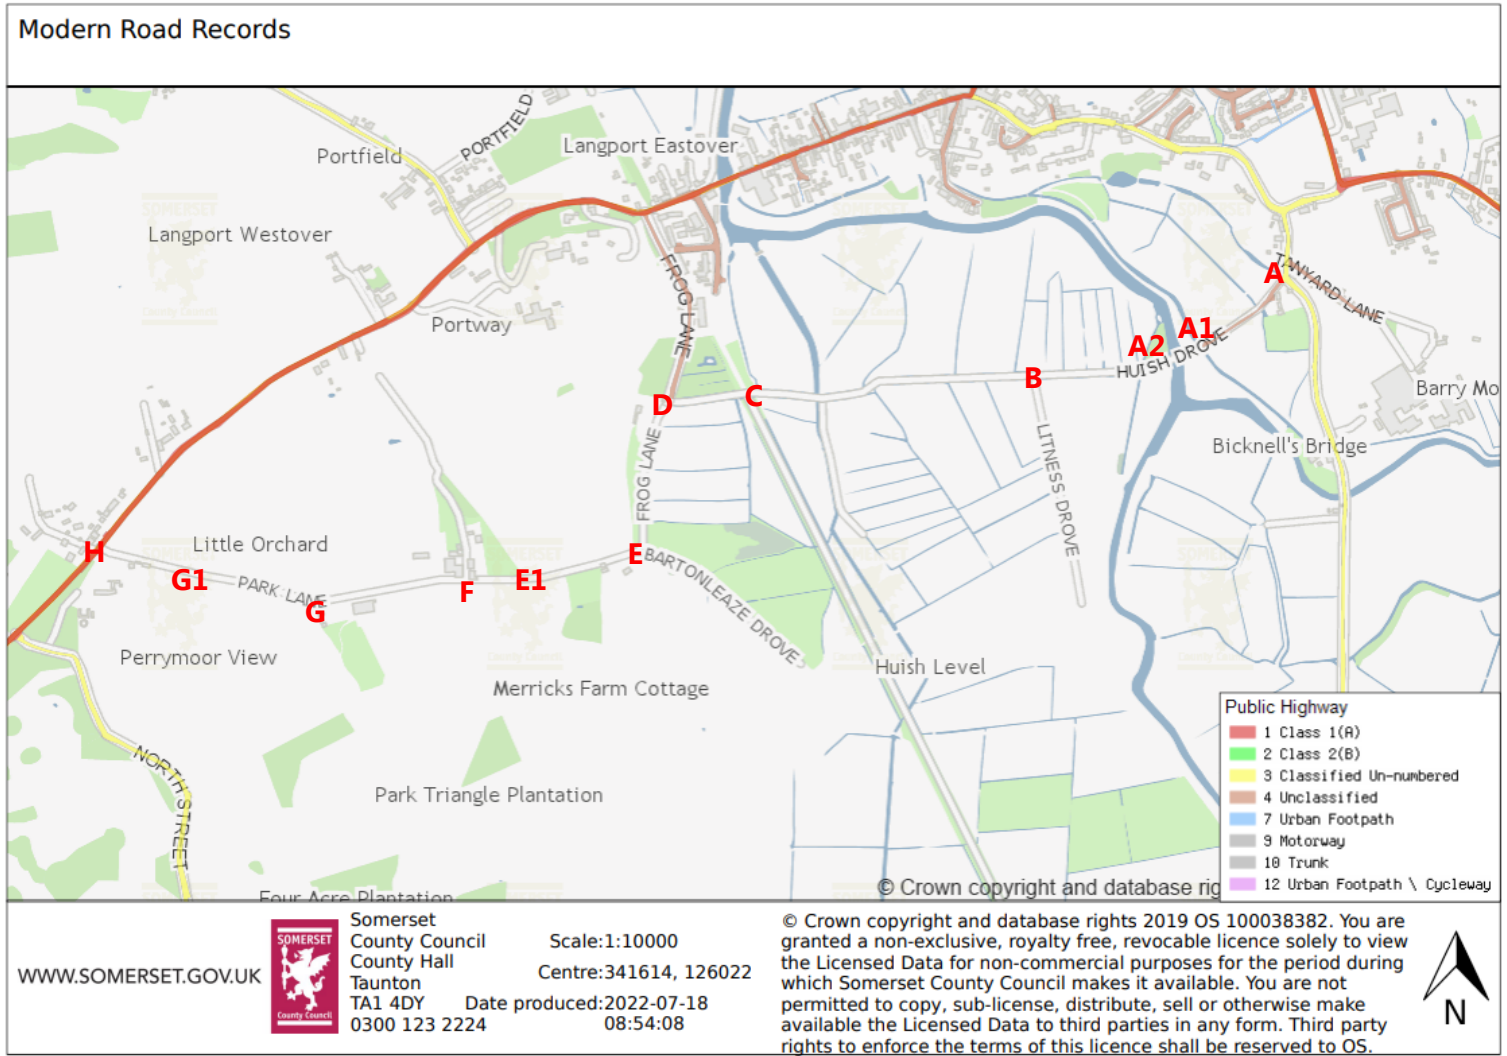 Modern Road Records
PORTFIELD
Portfield
Langport Eastover
Langport Westover
FROG LANE
TANYARD LANE
A
Portway
A1
A2
HUISH DROVE
B
Barry Mo
C
D
LITNESS DROVE
FROG LANE
Bicknell's Bridge
Little Orchard
H
E
BARTONLEAZE DROVE
G1
PARK LANE
G
F
E1
Perrymoor View
Huish Level
Merricks Farm Cottage
NORTH STREET
Park Triangle Plantation
Four Acre Plantation
© Crown copyright and database rig
Public Highway
1 Class 1(A)
2 Class 2(B)
3 Classified Un-numbered
4 Unclassified
7 Urban Footpath
9 Motorway
10 Trunk
12 Urban Footpath \ Cycleway
WWW.SOMERSET.GOV.UK
SOMERSET
County Council
Somerset
County Council
County Hall
Taunton
TA1 4DY
0300 123 2224
Scale:1:10000
Centre:341614, 126022
Date produced:2022-07-18
08:54:08
© Crown copyright and database rights 2019 OS 100038382. You are
granted a non-exclusive, royalty free, revocable licence solely to view
the Licensed Data for non-commercial purposes for the period during
which Somerset County Council makes it available. You are not
permitted to copy, sub-license, distribute, sell or otherwise make
available the Licensed Data to third parties in any form. Third party
rights to enforce the terms of this licence shall be reserved to OS.
N